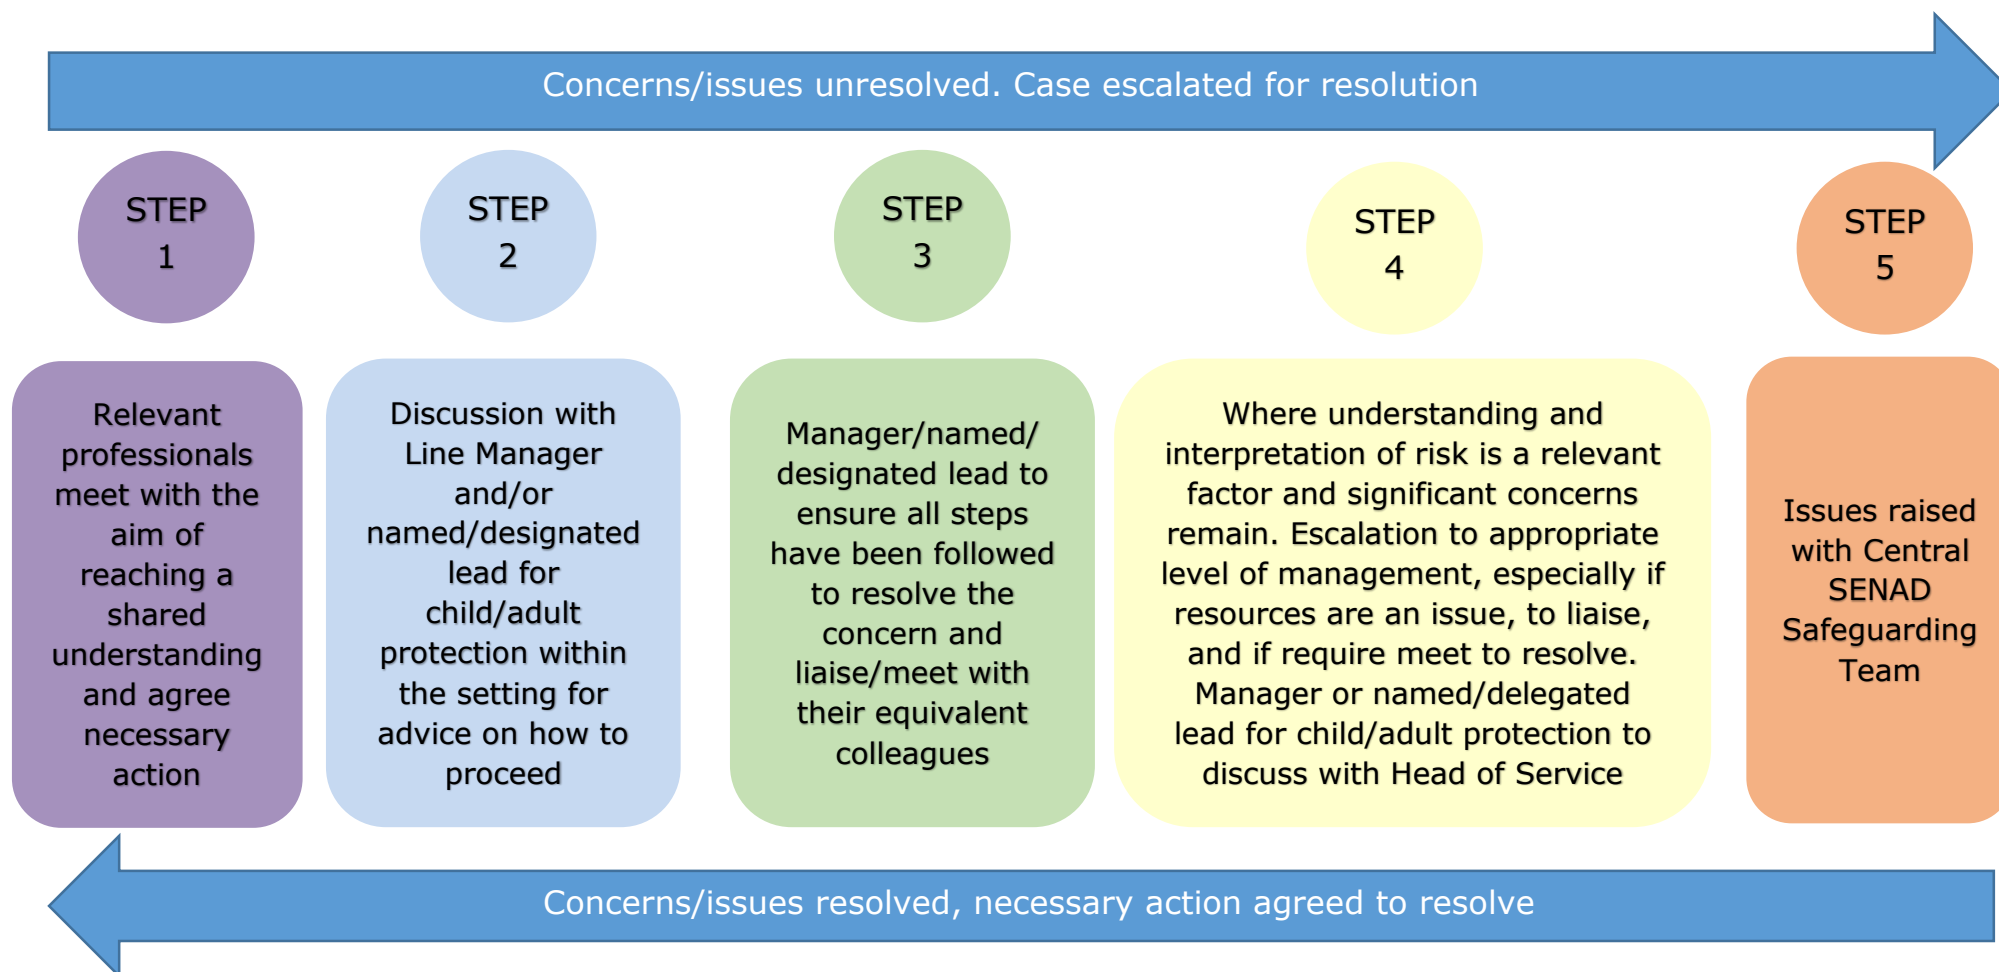 Concerns/issues unresolved. Case escalated for resolution
STEP
1
STEP
2
STEP
3
STEP
4
STEP
5
Relevant
professionals
meet with the
aim of
reaching a
shared
understanding
and agree
necessary
action
Discussion with
Line Manager
and/or
named/designated
lead for
child/adult
protection within
the setting for
advice on how to
proceed
Manager/named/
designated lead to
ensure all steps
have been followed
to resolve the
concern and
liaise/meet with
their equivalent
colleagues
Where understanding and
interpretation of risk is a relevant
factor and significant concerns
remain. Escalation to appropriate
level of management, especially if
resources are an issue, to liaise,
and if require meet to resolve.
Manager or named/delegated
lead for child/adult protection to
discuss with Head of Service
Issues raised
with Central
SENAD
Safeguarding
Team
Concerns/issues resolved, necessary action agreed to resolve